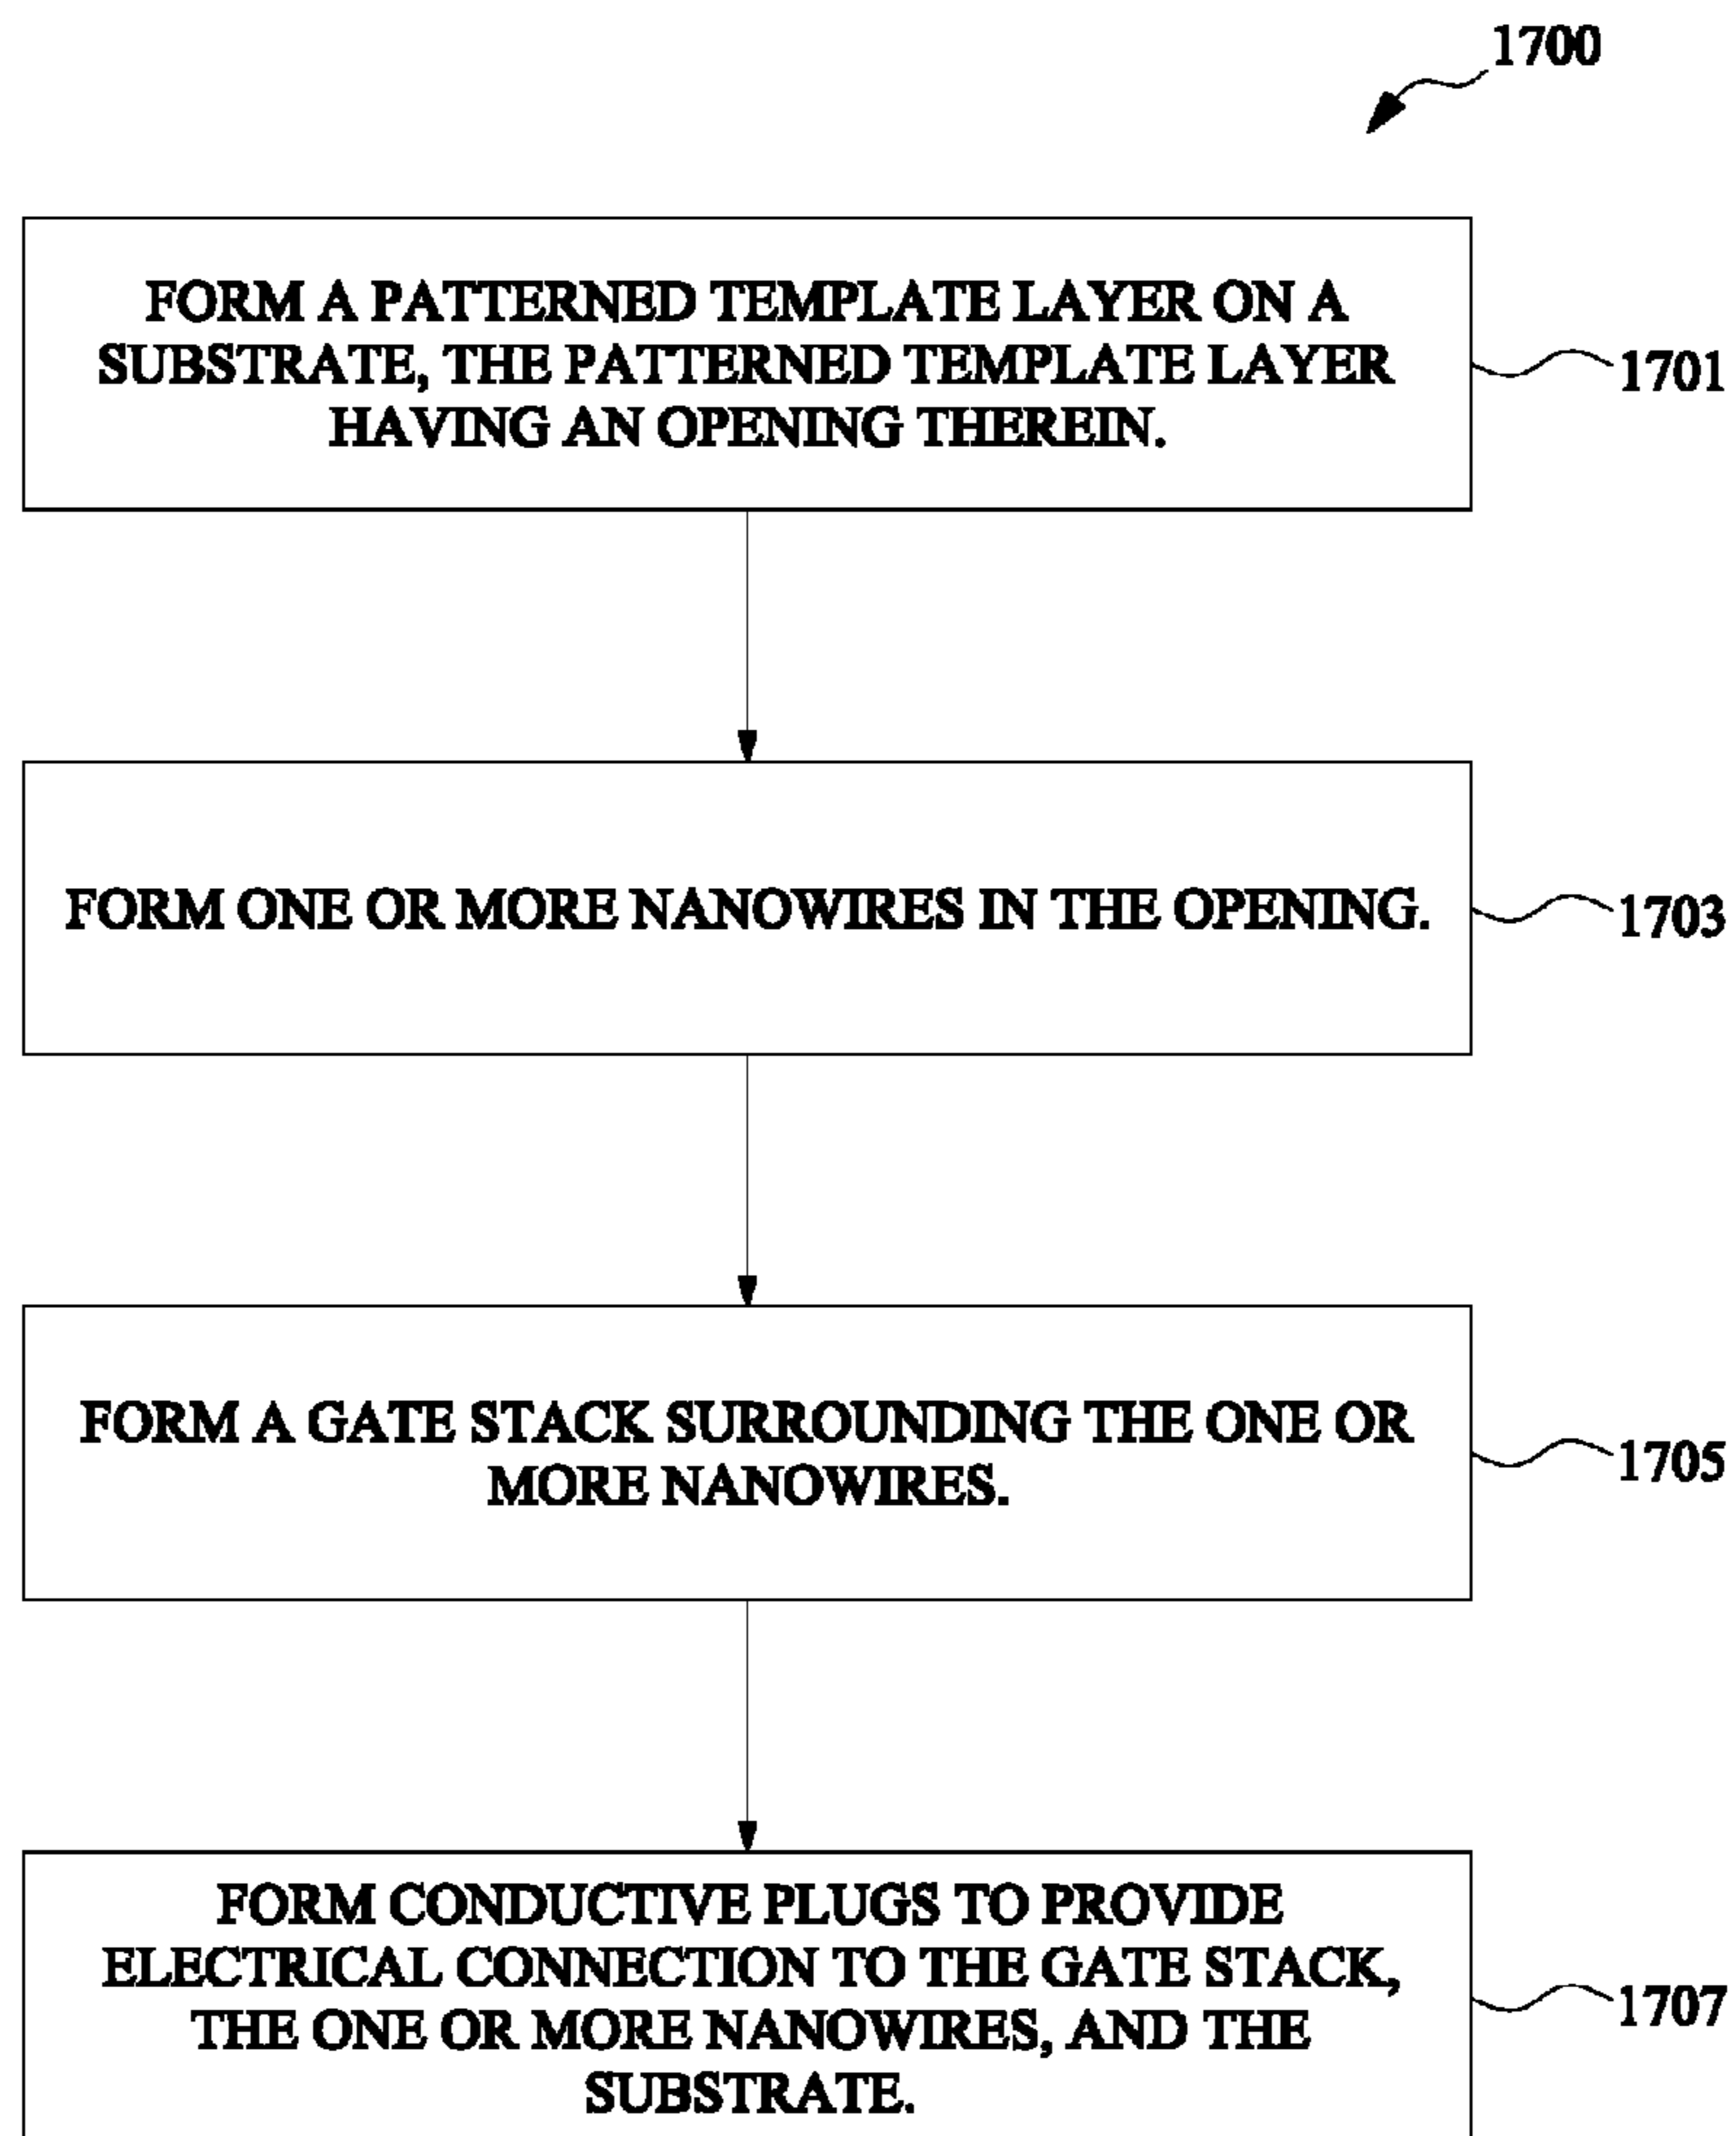 1700
FORM A PATTERNED TEMPLATE LAYER ON A
SUBSTRATE, THE PATTERNED TEMPLATE LAYER
HAVING AN OPENING THEREIN.
1701
FORM ONE OR MORE NANOWIRES IN THE OPENING.
1703
FORM A GATE STACK SURROUNDING THE ONE OR
MORE NANOWIRES.
1705
FORM CONDUCTIVE PLUGS TO PROVIDE
ELECTRICAL CONNECTION TO THE GATE STACK,
THE ONE OR MORE NANOWIRES, AND THE
SUBSTRATE.
1707